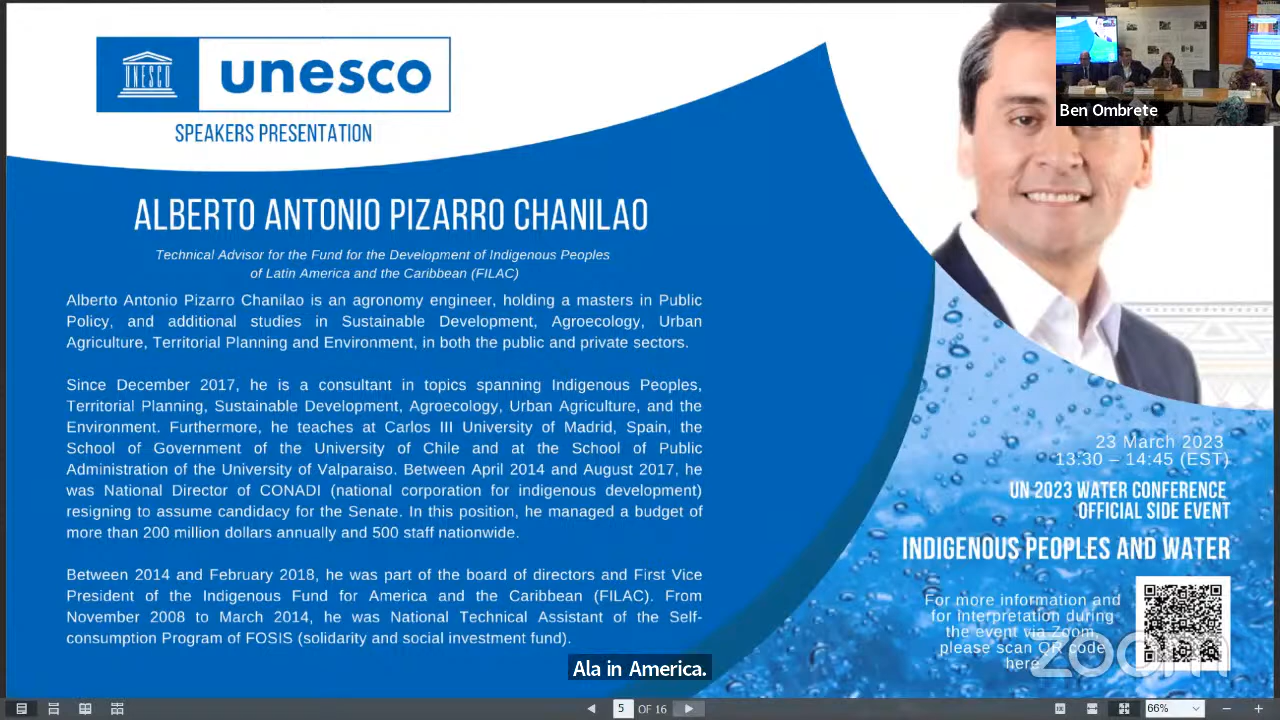 UNESCO
unesco
SPEAKERS PRESENTATION
Ben Ombrete
ALBERTO ANTONIO PIZARRO CHANILAO
Technical Advisor for the Fund for the Development of Indigenous Peoples
of Latin America and the Caribbean (FILAC)
Alberto Antonio Pizarro Chanilao is an agronomy engineer, holding a masters in Public
Policy, and additional studies in Sustainable Development, Agroecology, Urban
Agriculture, Territorial Planning and Environment, in both the public and private sectors.
Since December 2017, he is a consultant in topics spanning Indigenous Peoples,
Territorial Planning, Sustainable Development, Agroecology, Urban Agriculture, and the
Environment. Furthermore, he teaches at Carlos III University of Madrid, Spain, the
School of Government of the University of Chile and at the School of Public
Administration of the University of Valparaiso. Between April 2014 and August 2017, he
was National Director of CONADI (national corporation for indigenous development)
resigning to assume candidacy for the Senate. In this position, he managed a budget of
more than 200 million dollars annually and 500 staff nationwide.
Between 2014 and February 2018, he was part of the board of directors and First Vice
President of the Indigenous Fund for America and the Caribbean (FILAC). From
November 2008 to March 2014, he was National Technical Assistant of the Self-
consumption Program of FOSIS (solidarity and social investment fund).
23 March 2023
13.30 – 14:45 (EST)
UN 2023 WATER CONFERENCE
OFFICIAL SIDE EVENT
INDIGENOUS PEOPLES AND WATER
For more information and
for interpretation during
the event via Zoom,
please scan QR code
here
zoom
Ala in America.
5 OF 16
66%